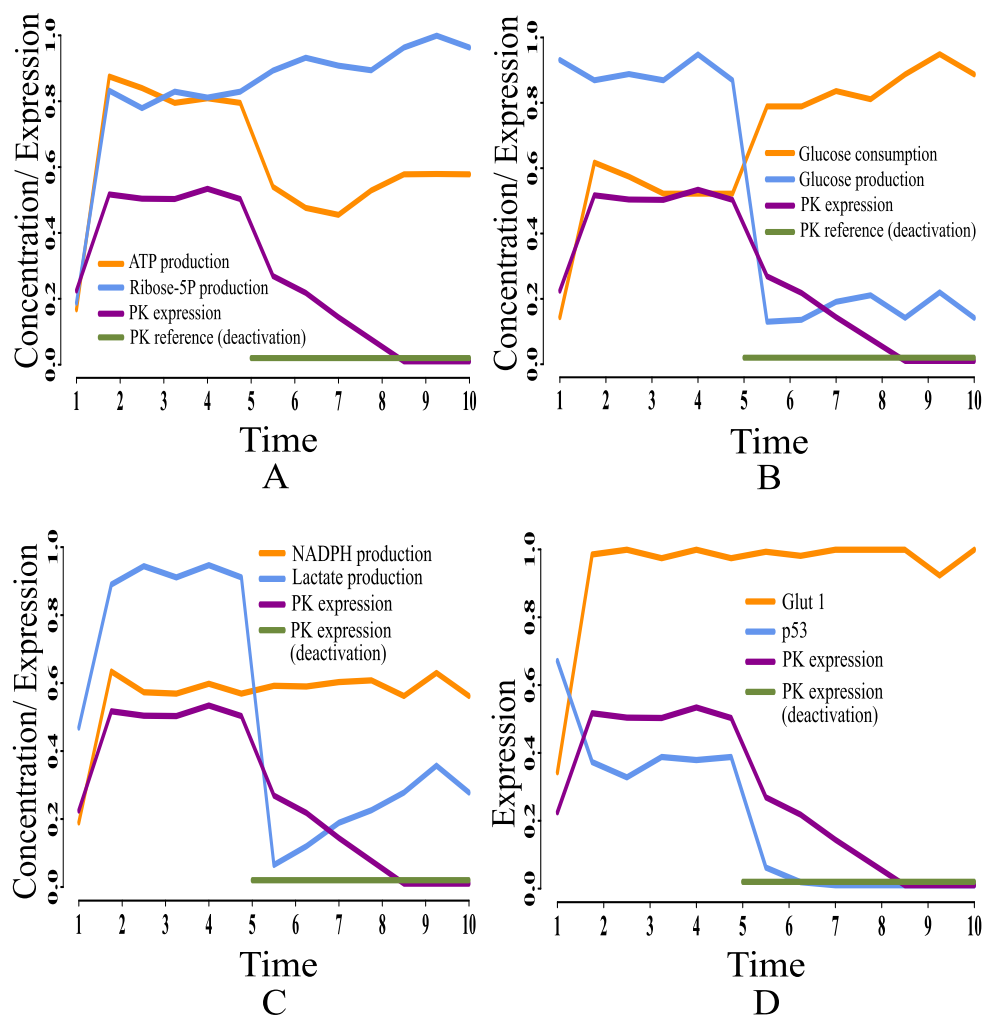 Concentration/ Expression
1.0
0.8
0.6
0.4
0.2
0.0
ATP production
Ribose-5P production
PK expression
PK reference (deactivation)
1 2 3 4 5 6 7 8 9 10
Time
A
Concentration/ Expression
1.0
0.8
0.6
0.4
0.2
0.0
Glucose consumption
Glucose production
PK expression
PK reference (deactivation)
1 2 3 4 5 6 7 8 9 10
Time
B
Concentration/ Expression
1.0
0.8
0.6
0.4
0.2
0.0
NADPH production
Lactate production
PK expression
PK expression
(deactivation)
1 2 3 4 5 6 7 8 9 10
Time
C
Expression
1.0
0.8
0.6
0.4
0.2
0.0
Glut 1
p53
PK expression
PK expression
(deactivation)
1 2 3 4 5 6 7 8 9 10
Time
D